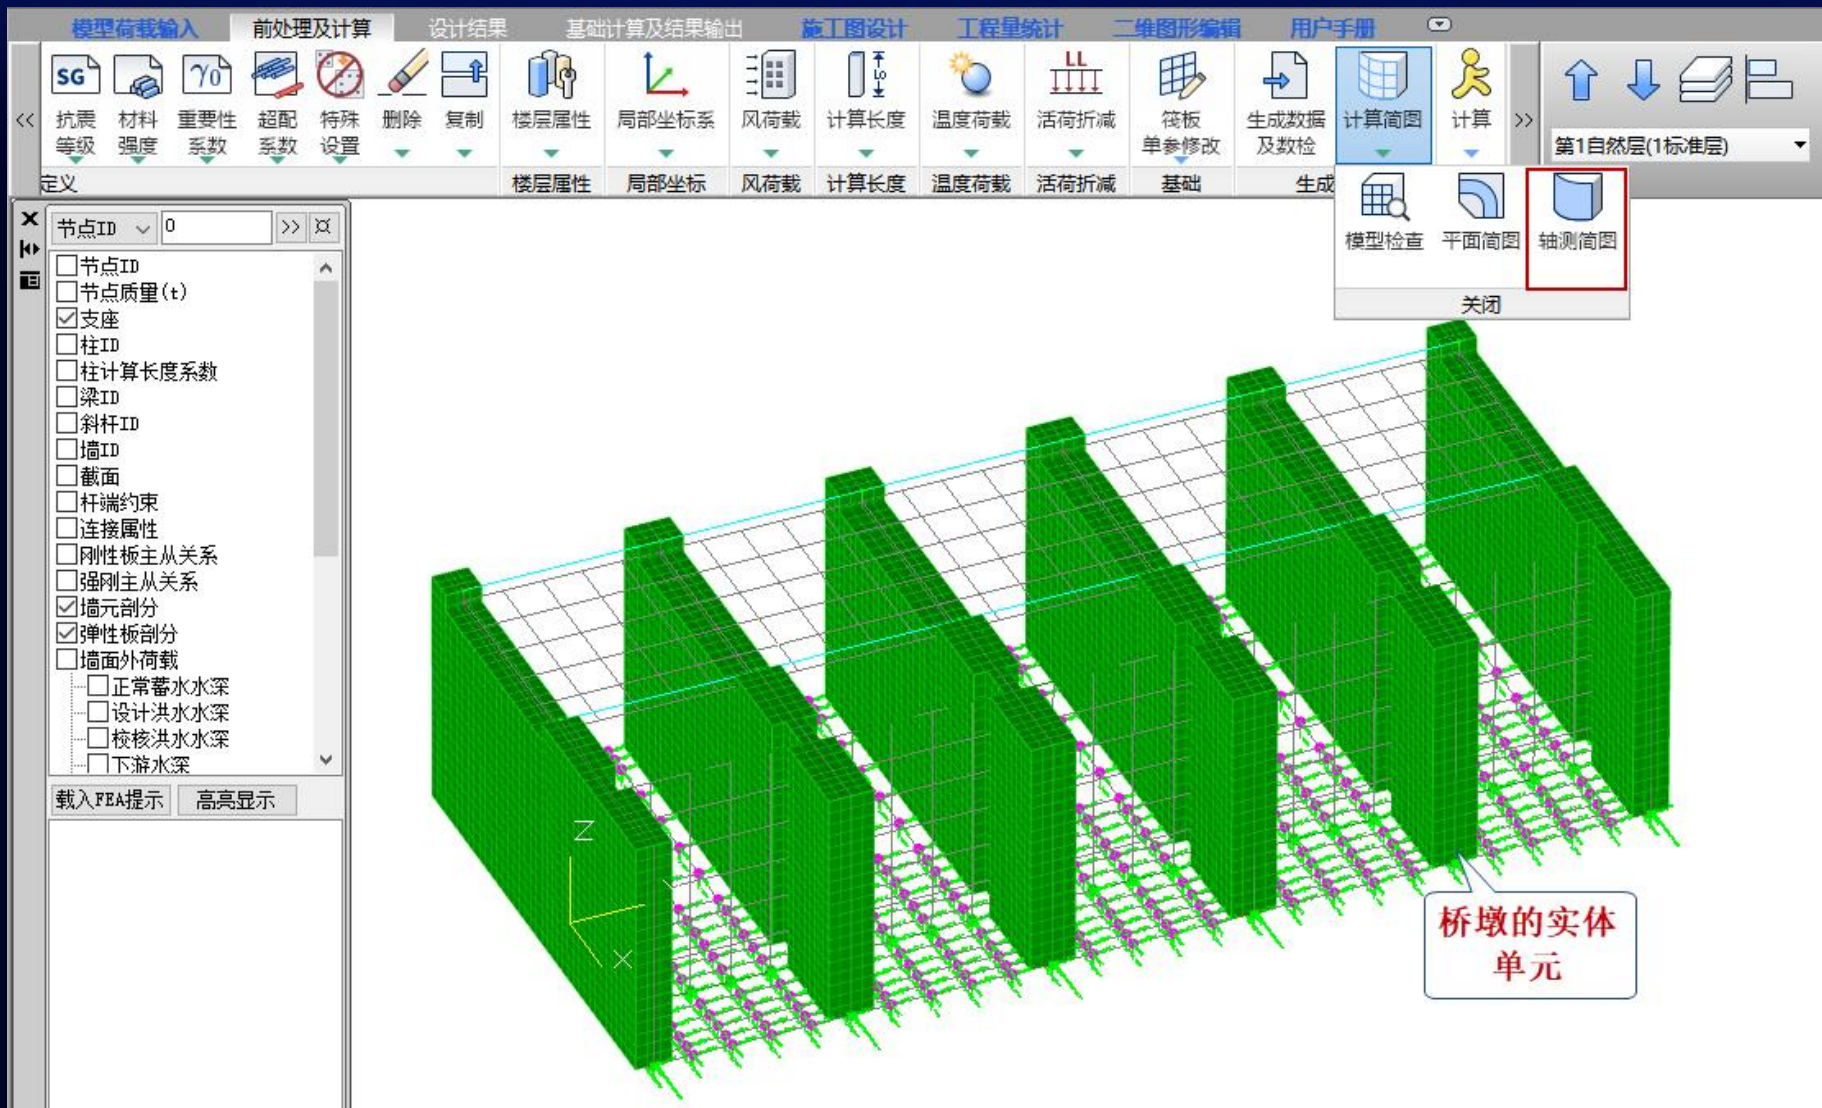 模型荷载输入 前处理及计算 设计结果 基础计算及结果输出 施工图设计 工程量统计 二维图形编辑 用户手册
SG γ0 Lo LL
<< 抗震 材料 重要性 超配 特殊 删除 复制 楼层属性 局部坐标系 风荷载 计算长度 温度荷载 活荷折减 筏板 生成数据 计算简图 计算 >>
等级 强度 系数 系数 设置 单参修改 及数检
第1自然层(1标准层)
定义 楼层属性 局部坐标 风荷载 计算长度 温度荷载 活荷折减 基础 生成
模型检查 平面简图 轴测简图
关闭
节点ID 0 >>
节点ID
节点质量(t)
支座
柱ID
柱计算长度系数
梁ID
斜杆ID
墙ID
截面
杆端约束
连接属性
刚性板主从关系
强刚主从关系
墙元剖分
弹性板剖分
墙面外荷载
正常蓄水水深
设计洪水水深
校核洪水水深
下游水深
载入FEA提示 高亮显示
Z
Y
X
桥墩的实体
单元